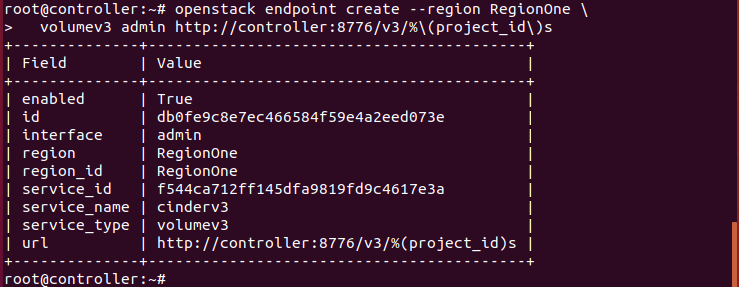 root@controller:~# openstack endpoint create --region RegionOne \
>   volumev3 admin http://controller:8776/v3/%\(project_id\)s
+--------------+------------------------------------------+
| Field        | Value                                    |
+--------------+------------------------------------------+
| enabled      | True                                     |
| id           | db0fe9c8e7ec466584f59e4a2eed073e         |
| interface    | admin                                    |
| region       | RegionOne                                |
| region_id    | RegionOne                                |
| service_id   | f544ca712ff145dfa9819fd9c4617e3a         |
| service_name | cinderv3                                 |
| service_type | volumev3                                 |
| url          | http://controller:8776/v3/%(project_id)s |
+--------------+------------------------------------------+
root@controller:~#